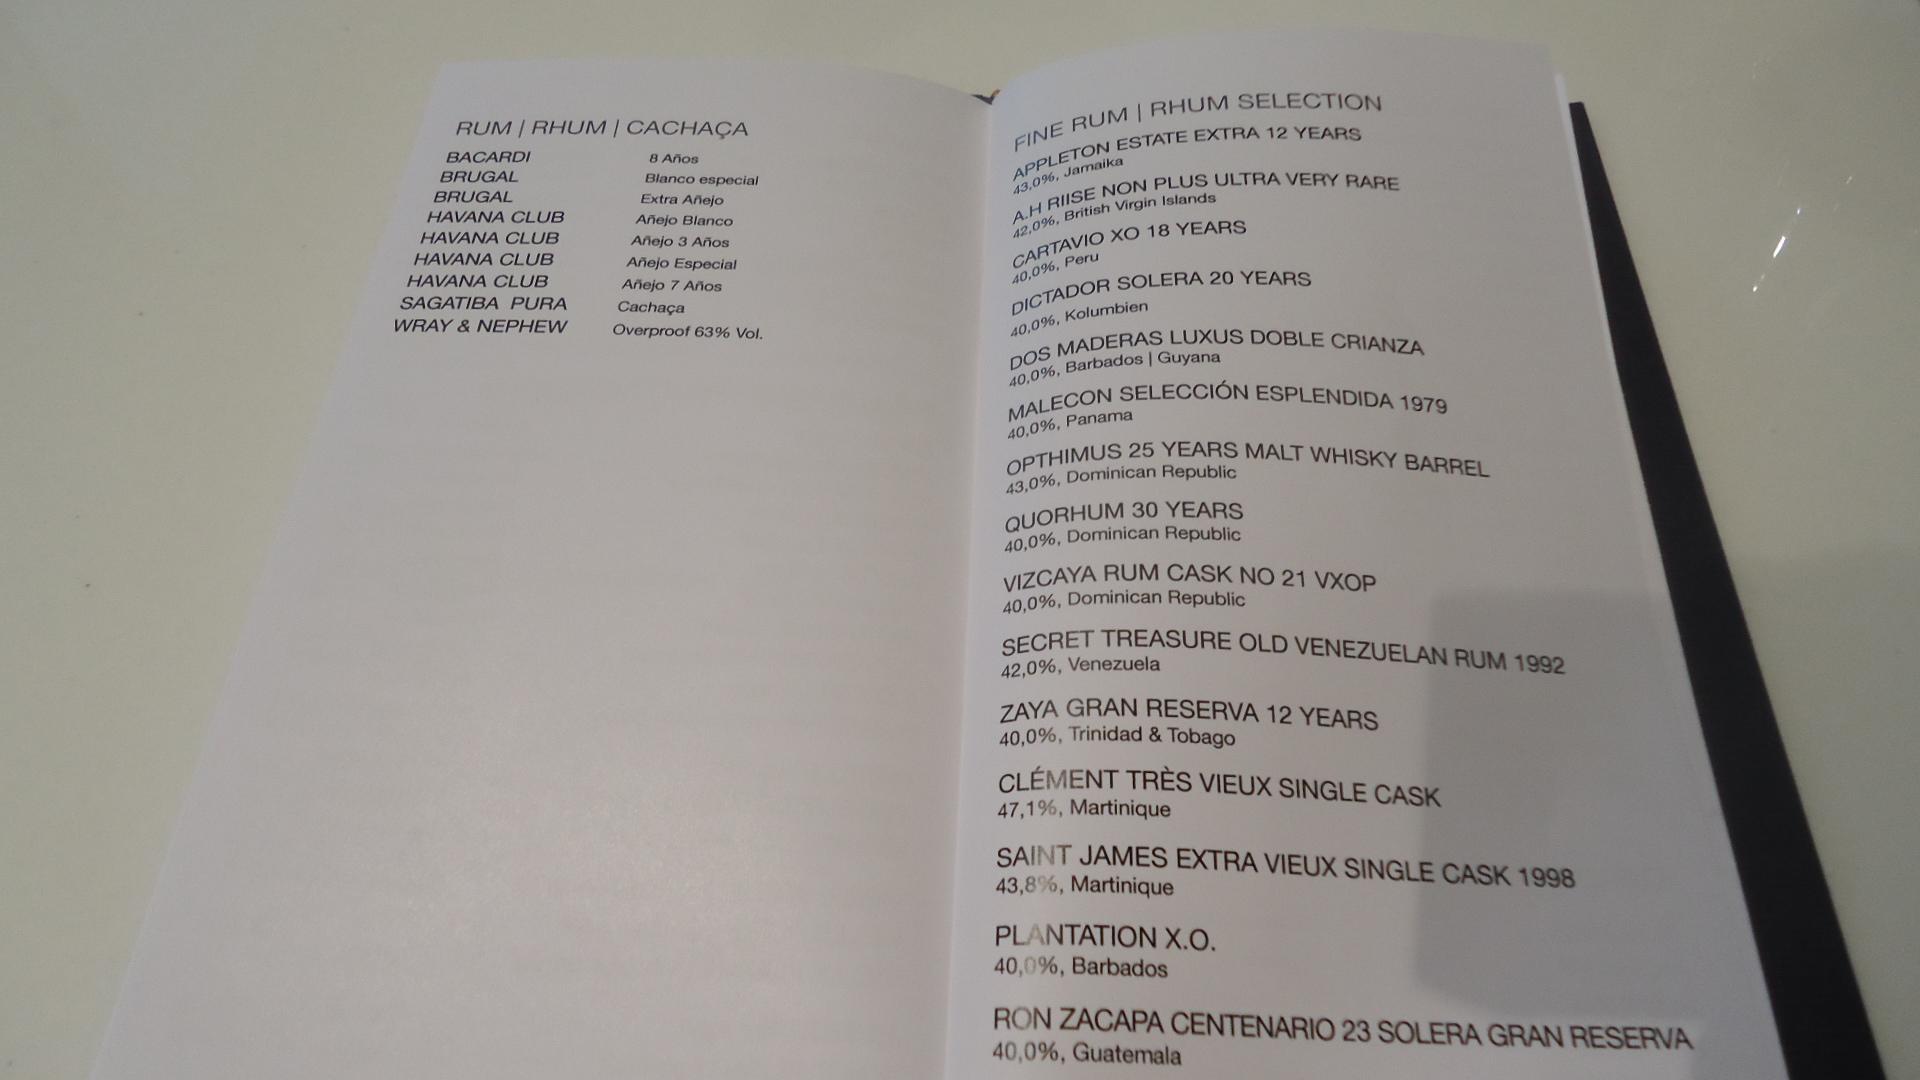 RUM | RHUM | CACHAÇA
BACARDI 8 Años
BRUGAL Blanco especial
BRUGAL Extra Añejo
HAVANA CLUB Añejo Blanco
HAVANA CLUB Añejo 3 Años
HAVANA CLUB Añejo Especial
HAVANA CLUB Añejo 7 Años
SAGATIBA PURA Cachaça
WRAY & NEPHEW Overproof 63% Vol.
FINE RUM | RHUM SELECTION
APPLETON ESTATE EXTRA 12 YEARS
43,0%, Jamaika
A.H RIISE NON PLUS ULTRA VERY RARE
42,0%, British Virgin Islands
CARTAVIO XO 18 YEARS
40,0%, Peru
DICTADOR SOLERA 20 YEARS
40,0%, Kolumbien
DOS MADERAS LUXUS DOBLE CRIANZA
40,0%, Barbados | Guyana
MALECON SELECCIÓN ESPLENDIDA 1979
40,0%, Panama
OPTHIMUS 25 YEARS MALT WHISKY BARREL
43,0%, Dominican Republic
QUORHUM 30 YEARS
40,0%, Dominican Republic
VIZCAYA RUM CASK NO 21 VXOP
40,0%, Dominican Republic
SECRET TREASURE OLD VENEZUELAN RUM 1992
42,0%, Venezuela
ZAYA GRAN RESERVA 12 YEARS
40,0%, Trinidad & Tobago
CLÉMENT TRÈS VIEUX SINGLE CASK
47,1%, Martinique
SAINT JAMES EXTRA VIEUX SINGLE CASK 1998
43,8%, Martinique
PLANTATION X.O.
40,0%, Barbados
RON ZACAPA CENTENARIO 23 SOLERA GRAN RESERVA
40,0%, Guatemala